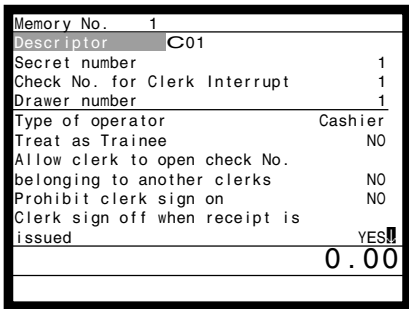 Memory No. 1
Descriptor C01
Secret number 1
Check No. for Clerk Interrupt 1
Drawer number 1
Type of operator Cashier
Treat as Trainee NO
Allow clerk to open check No.
belonging to another clerks NO
Prohibit clerk sign on NO
Clerk sign off when receipt is
issued YES↓
0.00